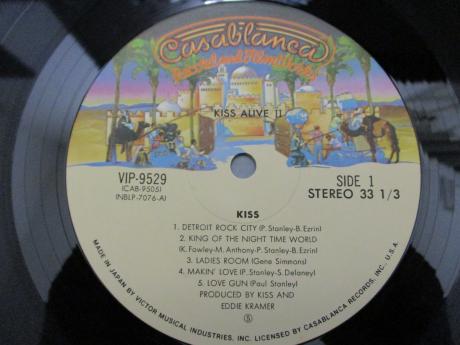 Casablanca
Record and FilmWorks
KISS ALIVE II
VIP-9529
(CAB-9505)
(NBLP-7076-A)
SIDE 1
STEREO 33 1/3
KISS
1. DETROIT ROCK CITY (P. Stanley-B. Ezrin)
2. KING OF THE NIGHT TIME WORLD
(K. Fowley-M. Anthony-P. Stanley-B. Ezrin)
3. LADIES ROOM (Gene Simmons)
4. MAKIN' LOVE (P. Stanley-S. Delaney)
5. LOVE GUN (Paul Stanley)
PRODUCED BY KISS AND
EDDIE KRAMER
Ⓢ
MADE IN JAPAN BY VICTOR MUSICAL INDUSTRIES, INC. LICENSED BY CASABLANCA RECORDS, INC., U.S.A.